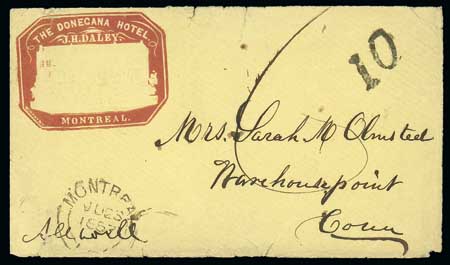 THE DONEGANA HOTEL
J.H. DALEY.
MONTREAL.
10
Mrs. Sarah M Olmsted
Warehousepoint
Conn
MONTREAL